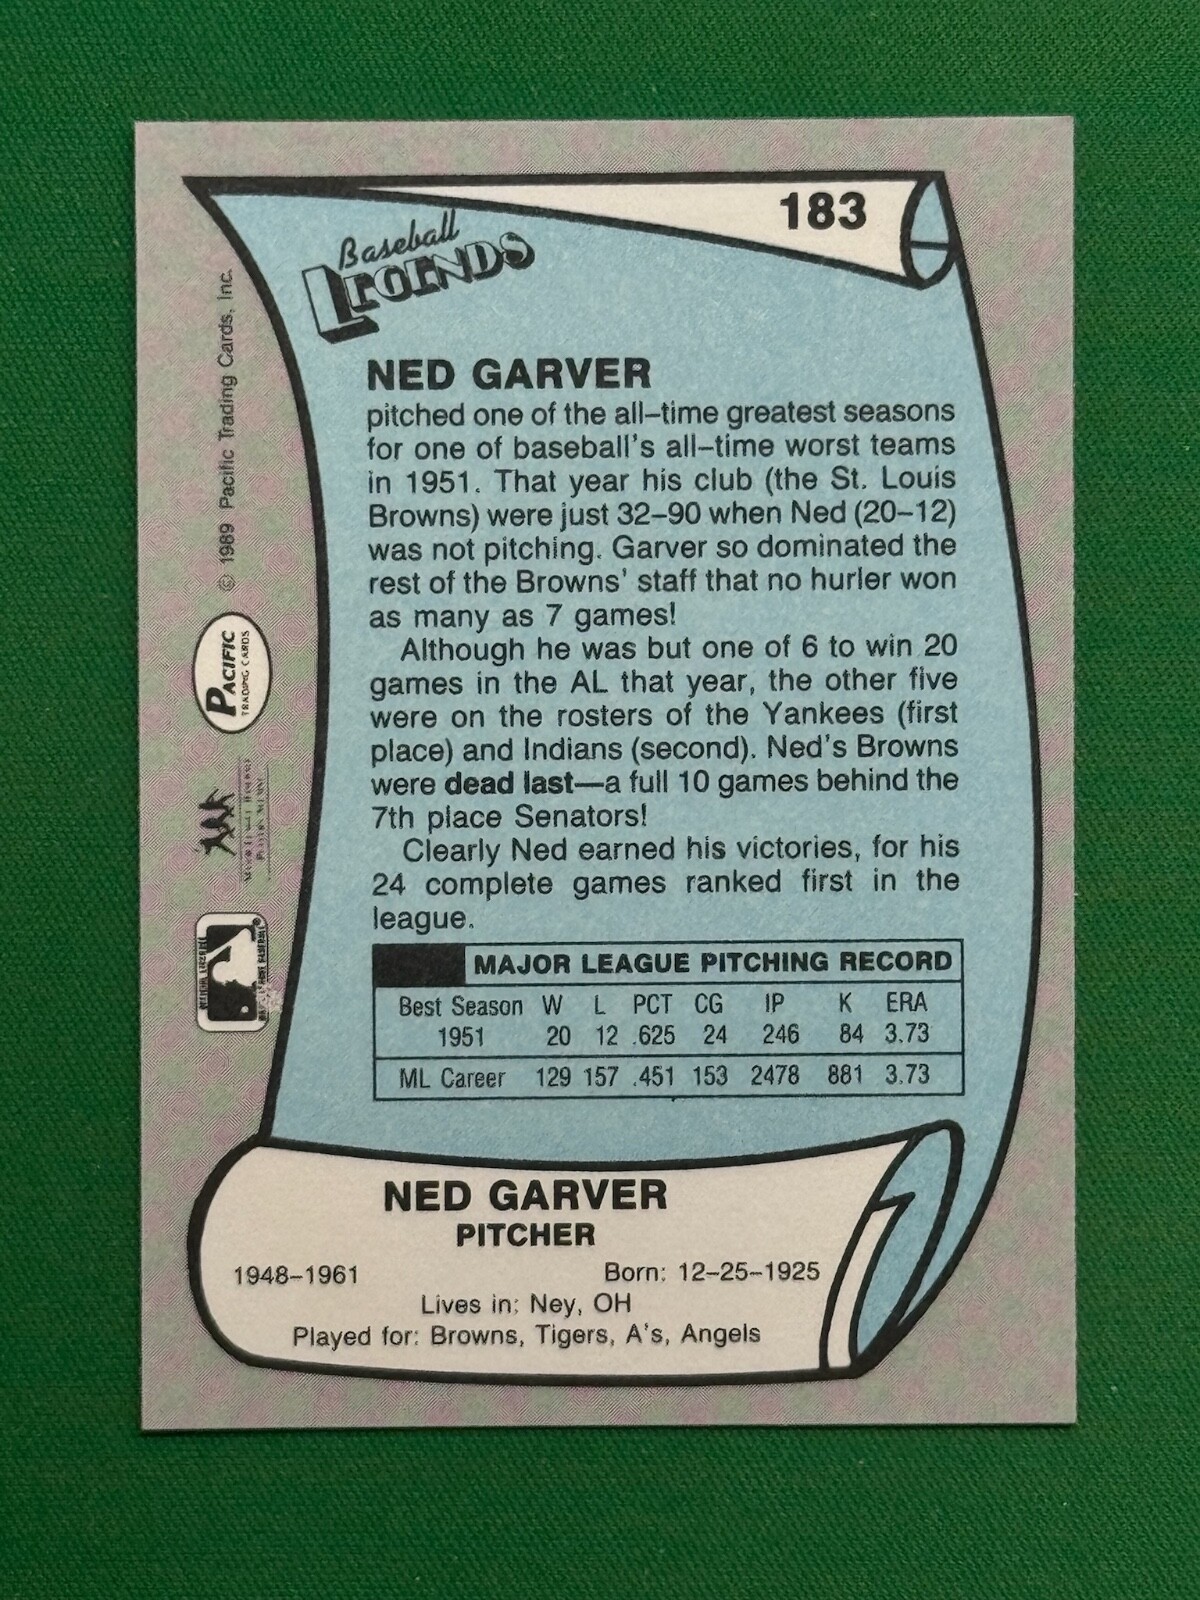 183
Baseball
LEGENDS
NED GARVER
pitched one of the all–time greatest seasons
for one of baseball's all–time worst teams
in 1951. That year his club (the St. Louis
Browns) were just 32–90 when Ned (20–12)
was not pitching. Garver so dominated the
rest of the Browns' staff that no hurler won
as many as 7 games!
Although he was but one of 6 to win 20
games in the AL that year, the other five
were on the rosters of the Yankees (first
place) and Indians (second). Ned's Browns
were dead last—a full 10 games behind the
7th place Senators!
Clearly Ned earned his victories, for his
24 complete games ranked first in the
league.
MAJOR LEAGUE PITCHING RECORD
Best Season W L PCT CG IP K ERA
1951 20 12 .625 24 246 84 3.73
ML Career 129 157 .451 153 2478 881 3.73
NED GARVER
PITCHER
1948–1961 Born: 12–25–1925
Lives in: Ney, OH
Played for: Browns, Tigers, A's, Angels
© 1989 Pacific Trading Cards, Inc.
PACIFIC
TRADING CARDS